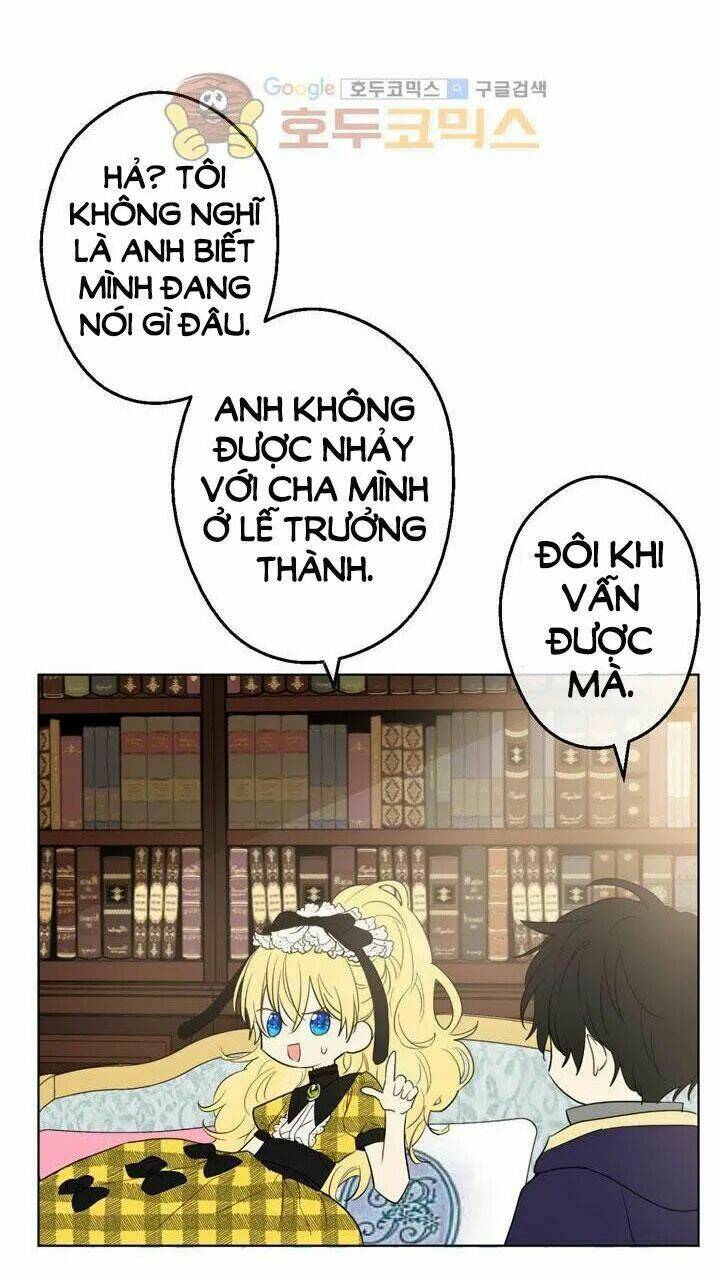 Google 호두코믹스 구글검색
호두코믹스
HẢ? TÔI
KHÔNG NGHĨ
LÀ ANH BIẾT
MÌNH ĐANG
NÓI GÌ ĐÂU.
ANH KHÔNG
ĐƯỢC NHẢY
VỚI CHA MÌNH
Ở LỄ TRƯỞNG
THÀNH.
ĐÔI KHI
VẪN
ĐƯỢC
MÀ.